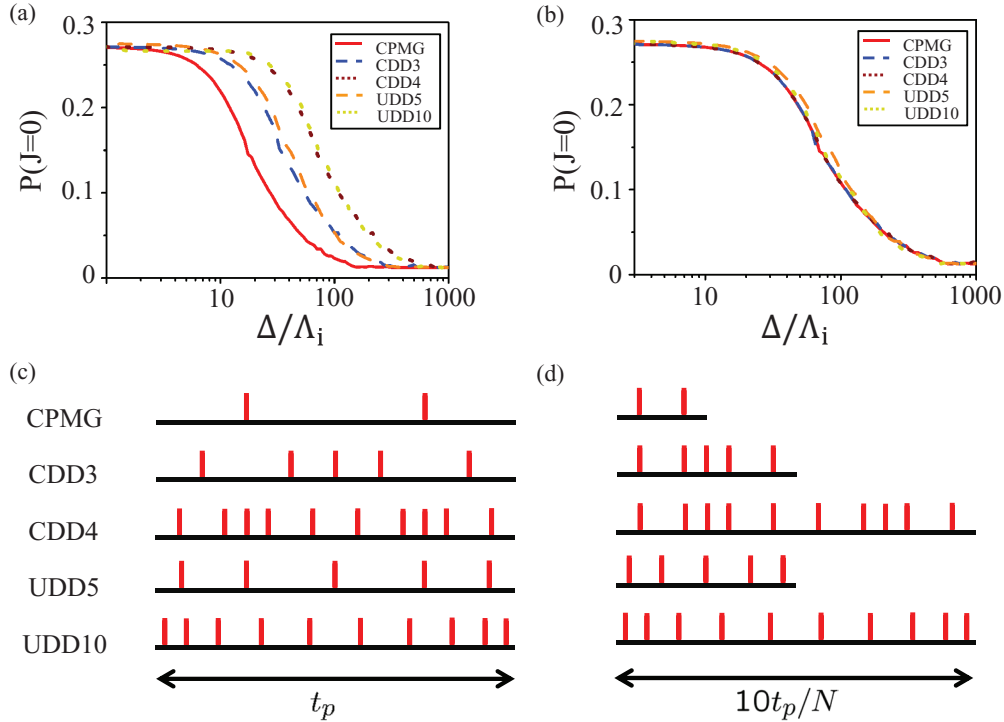 (a)
0.3
0.2
0.1
0
P(J=0)
CPMG
CDD3
CDD4
UDD5
UDD10
10
100
1000
Δ/Λi
(b)
0.3
0.2
0.1
0
P(J=0)
CPMG
CDD3
CDD4
UDD5
UDD10
10
100
1000
Δ/Λi
(c)
CPMG
CDD3
CDD4
UDD5
UDD10
tp
(d)
10tp/N